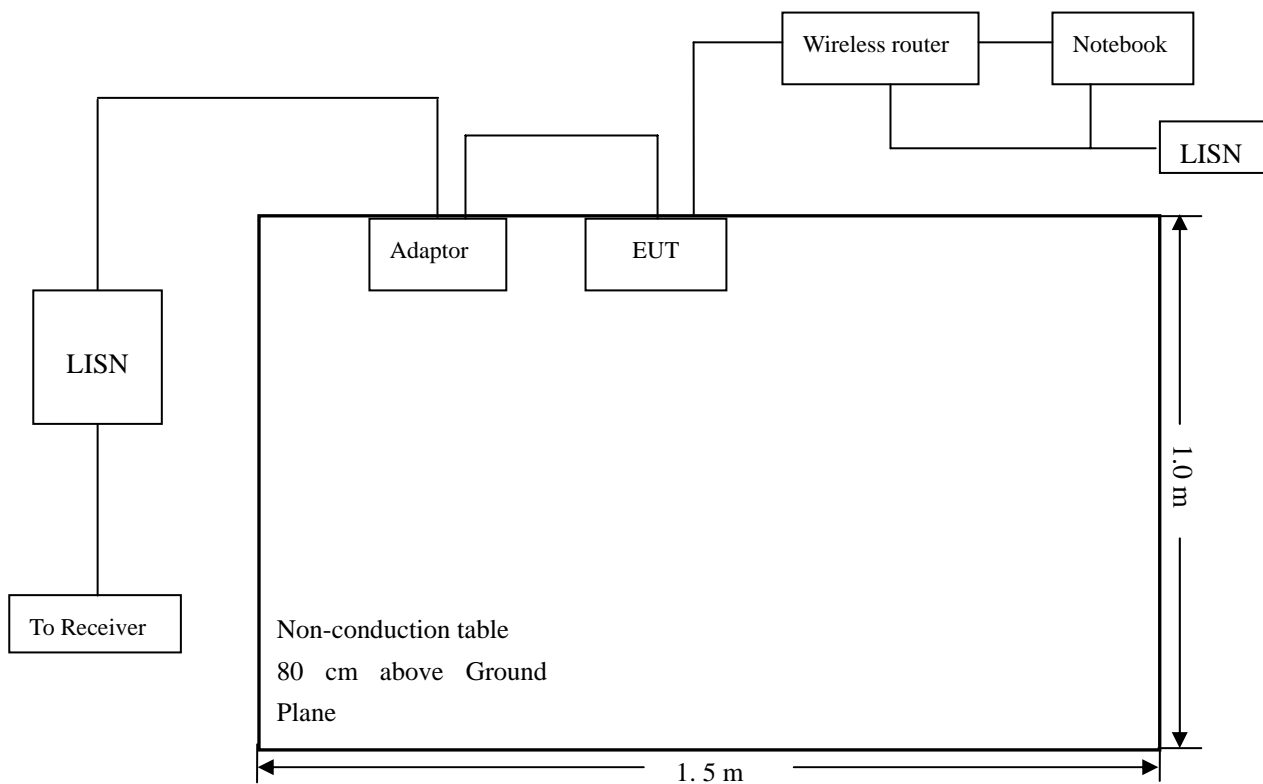 Wireless router
Notebook
LISN
Adaptor
EUT
LISN
1.0 m
To Receiver
Non-conduction table
80 cm above Ground
Plane
1. 5 m